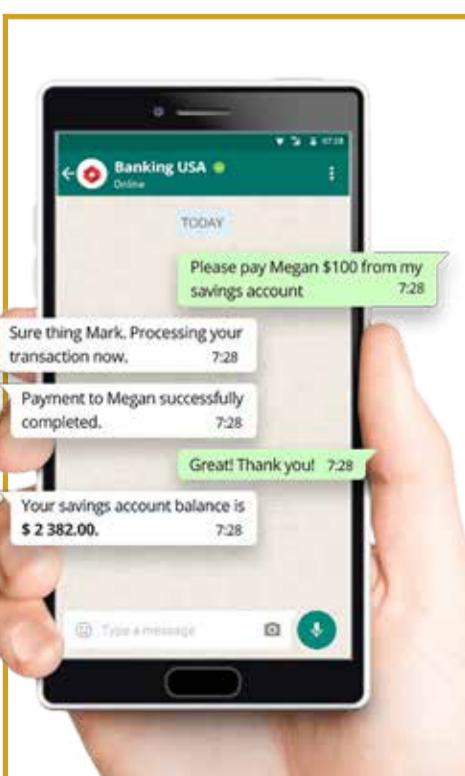 07:28
Banking USA
Online
TODAY
Please pay Megan $100 from my
savings account 7:28
Sure thing Mark. Processing your
transaction now. 7:28
Payment to Megan successfully
completed. 7:28
Great! Thank you! 7:28
Your savings account balance is
$ 2 382.00. 7:28
Type a message